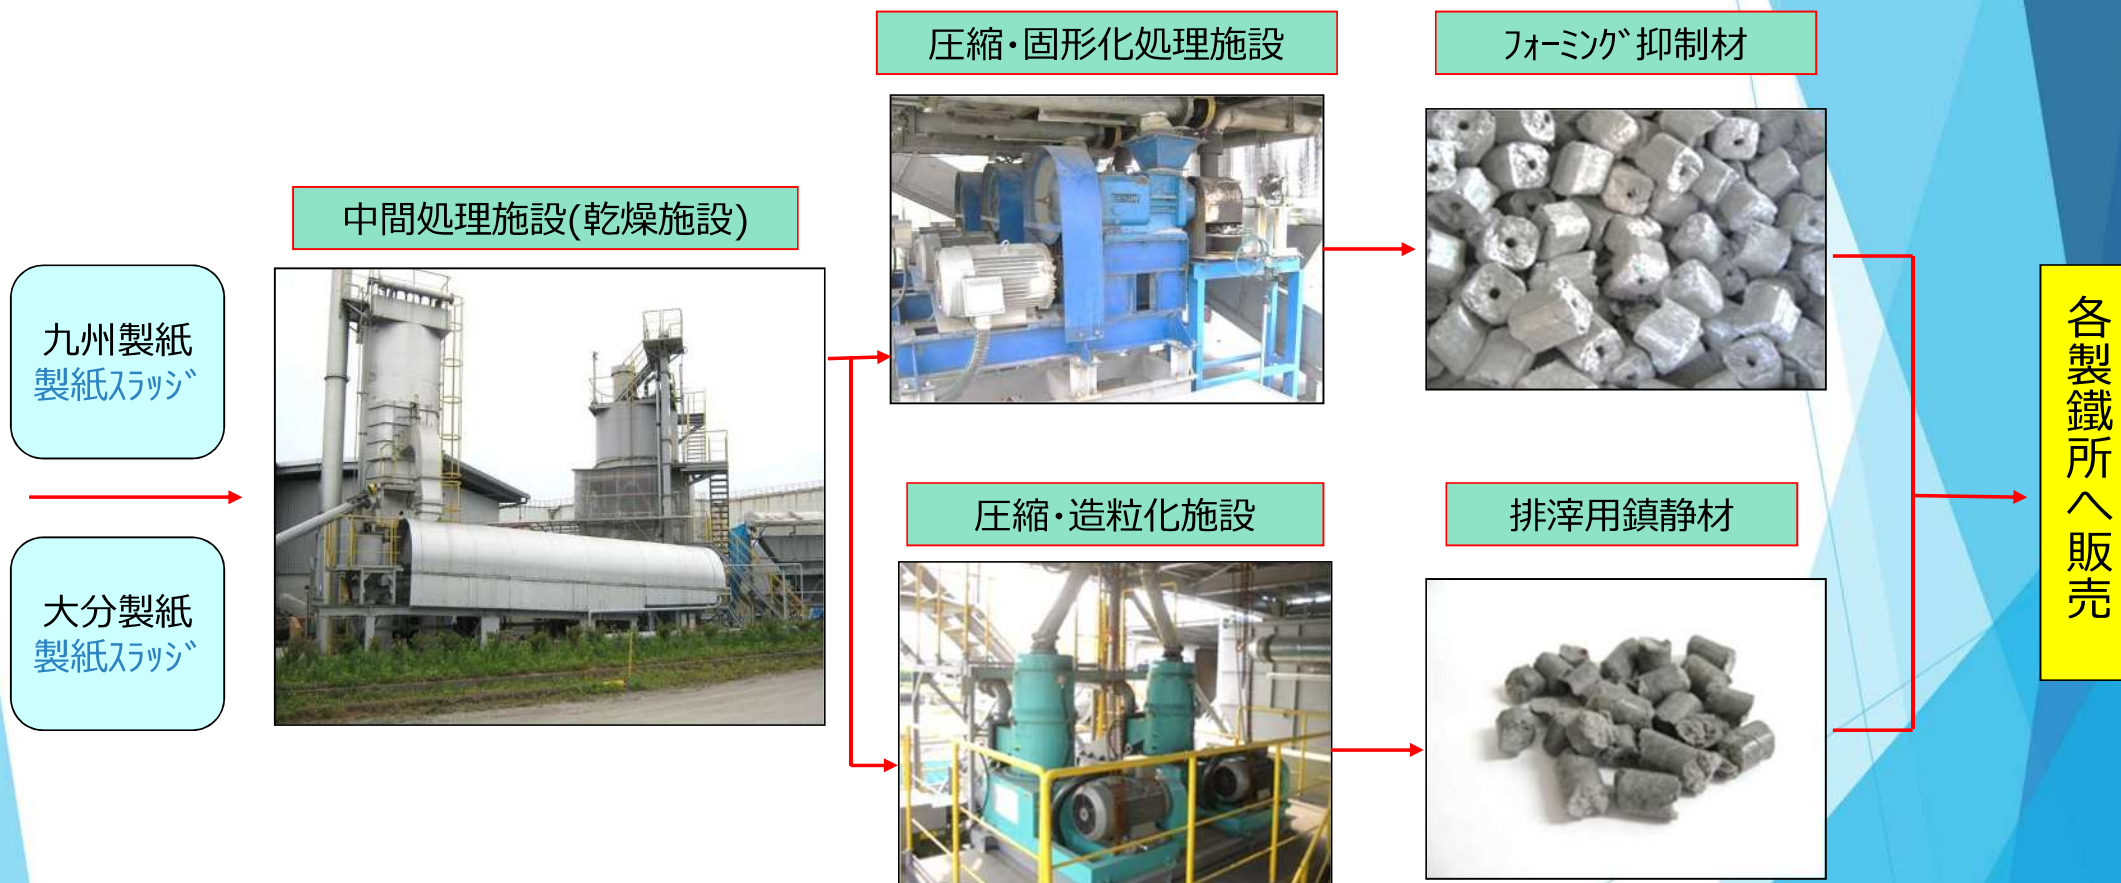 九州製紙
製紙ｽﾗｯｼﾞ
大分製紙
製紙ｽﾗｯｼﾞ
中間処理施設(乾燥施設)
圧縮・固形化処理施設
ﾌｫｰﾐﾝｸﾞ抑制材
圧縮・造粒化施設
排滓用鎮静材
各製鐵所へ販売